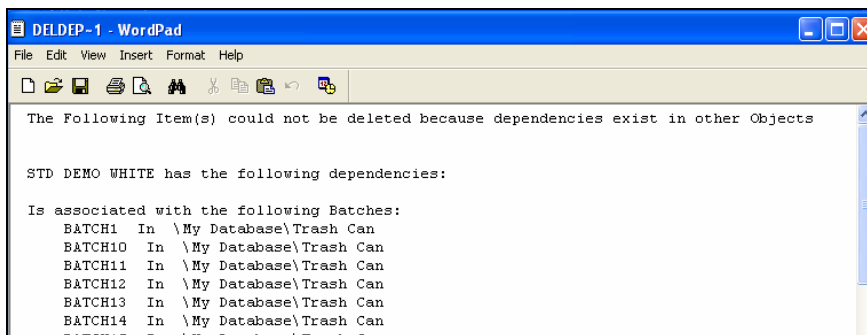 DELDEP~1 - WordPad
File Edit View Insert Format Help
The Following Item(s) could not be deleted because dependencies exist in other Objects
STD DEMO WHITE has the following dependencies:
Is associated with the following Batches:
BATCH1 In \My Database\Trash Can
BATCH10 In \My Database\Trash Can
BATCH11 In \My Database\Trash Can
BATCH12 In \My Database\Trash Can
BATCH13 In \My Database\Trash Can
BATCH14 In \My Database\Trash Can